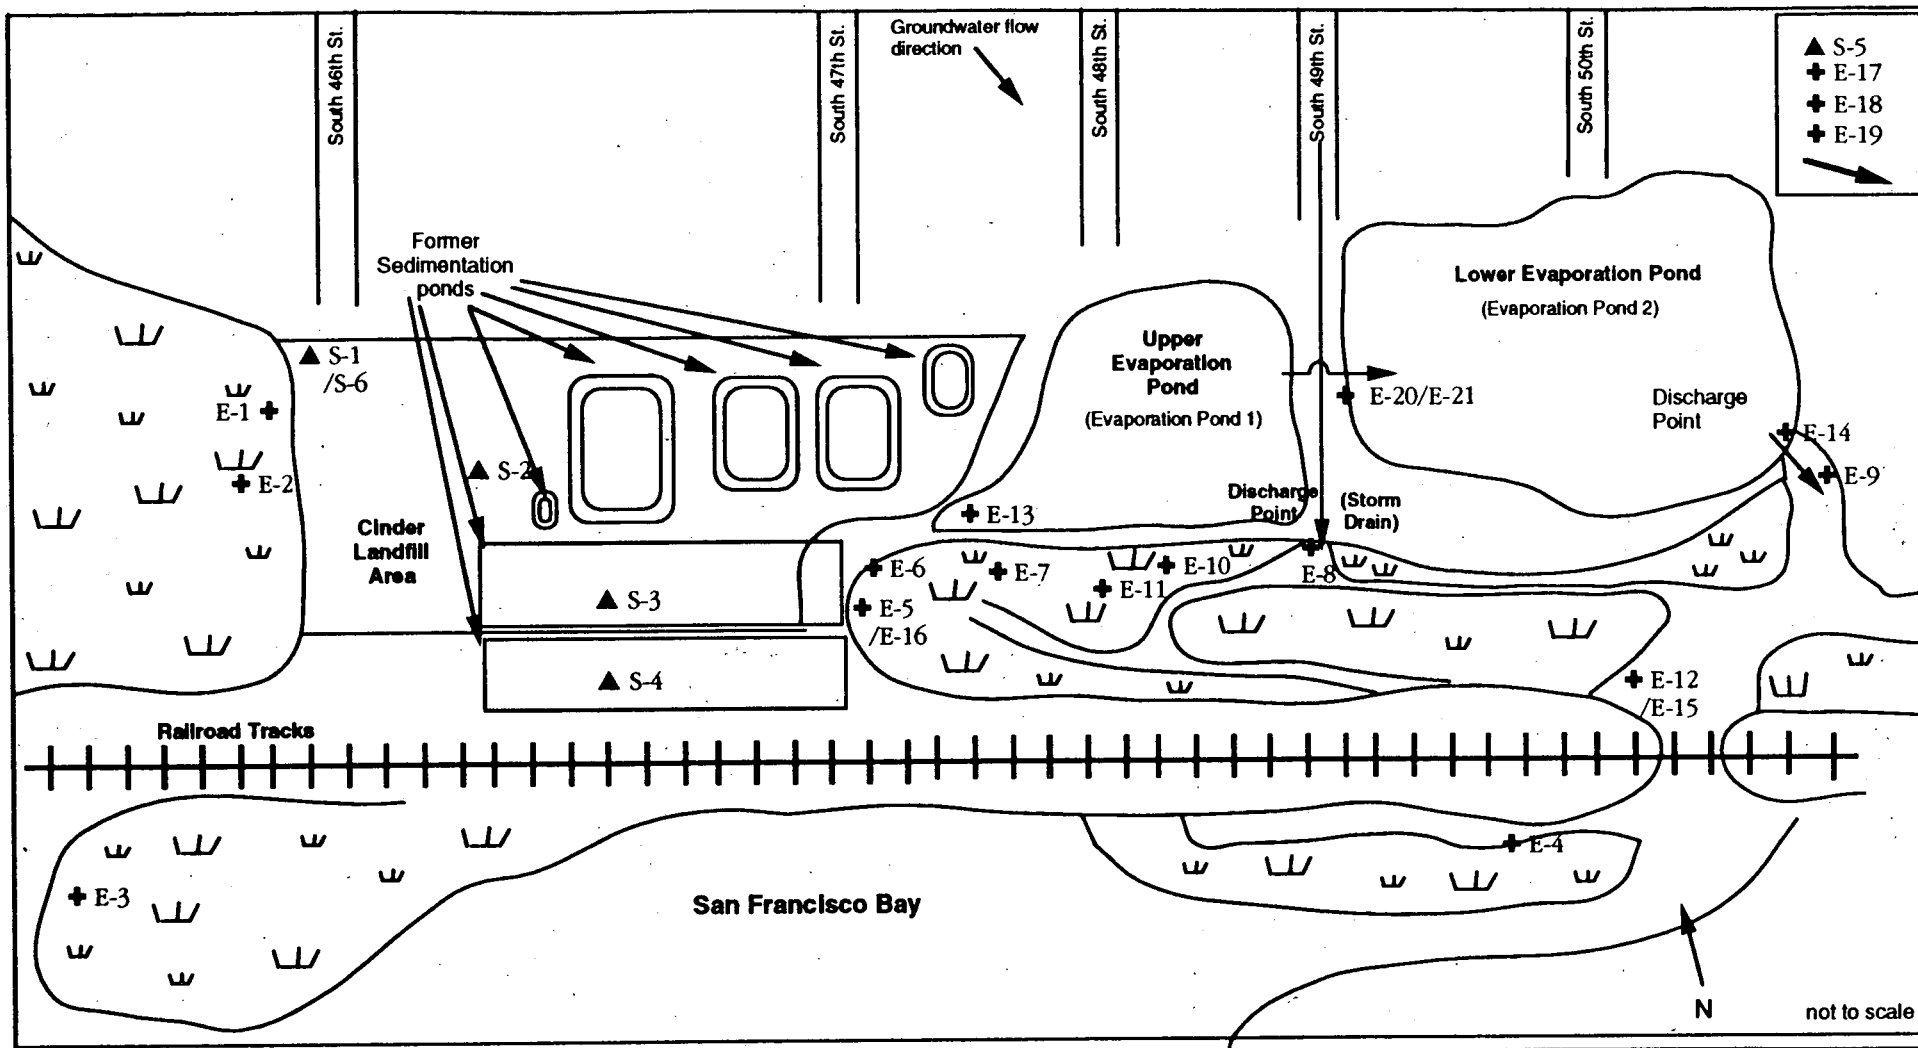 South 46th St.
South 47th St.
Groundwater flow
direction
South 48th St.
South 49th St.
South 50th St.
S-5
E-17
E-18
E-19
Former
Sedimentation
ponds
Lower Evaporation Pond
(Evaporation Pond 2)
Upper
Evaporation
Pond
(Evaporation Pond 1)
S-1
/S-6
E-1
E-2
S-2
E-20/E-21
Discharge
Point
E-14
E-9
Cinder
Landfill
Area
E-13
Discharge
Point
(Storm
Drain)
E-6
E-7
E-10
E-8
E-11
E-5
/E-16
S-3
S-4
E-12
/E-15
Railroad Tracks
E-3
E-4
San Francisco Bay
N
not to scale